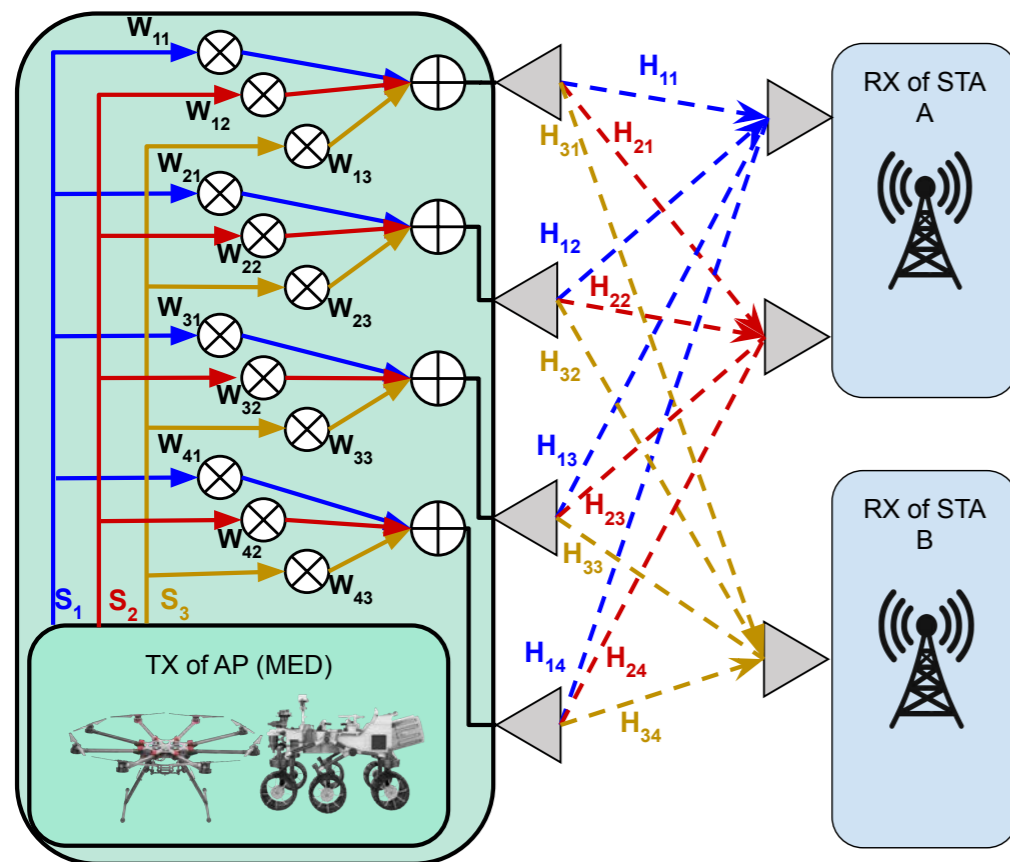 W11
W12
W13
W21
W22
W23
W31
W32
W33
W41
W42
W43
S1
S2
S3
TX of AP (MED)
H11
H21
H31
H12
H22
H32
H13
H23
H33
H14
H24
H34
RX of STA
A
RX of STA
B